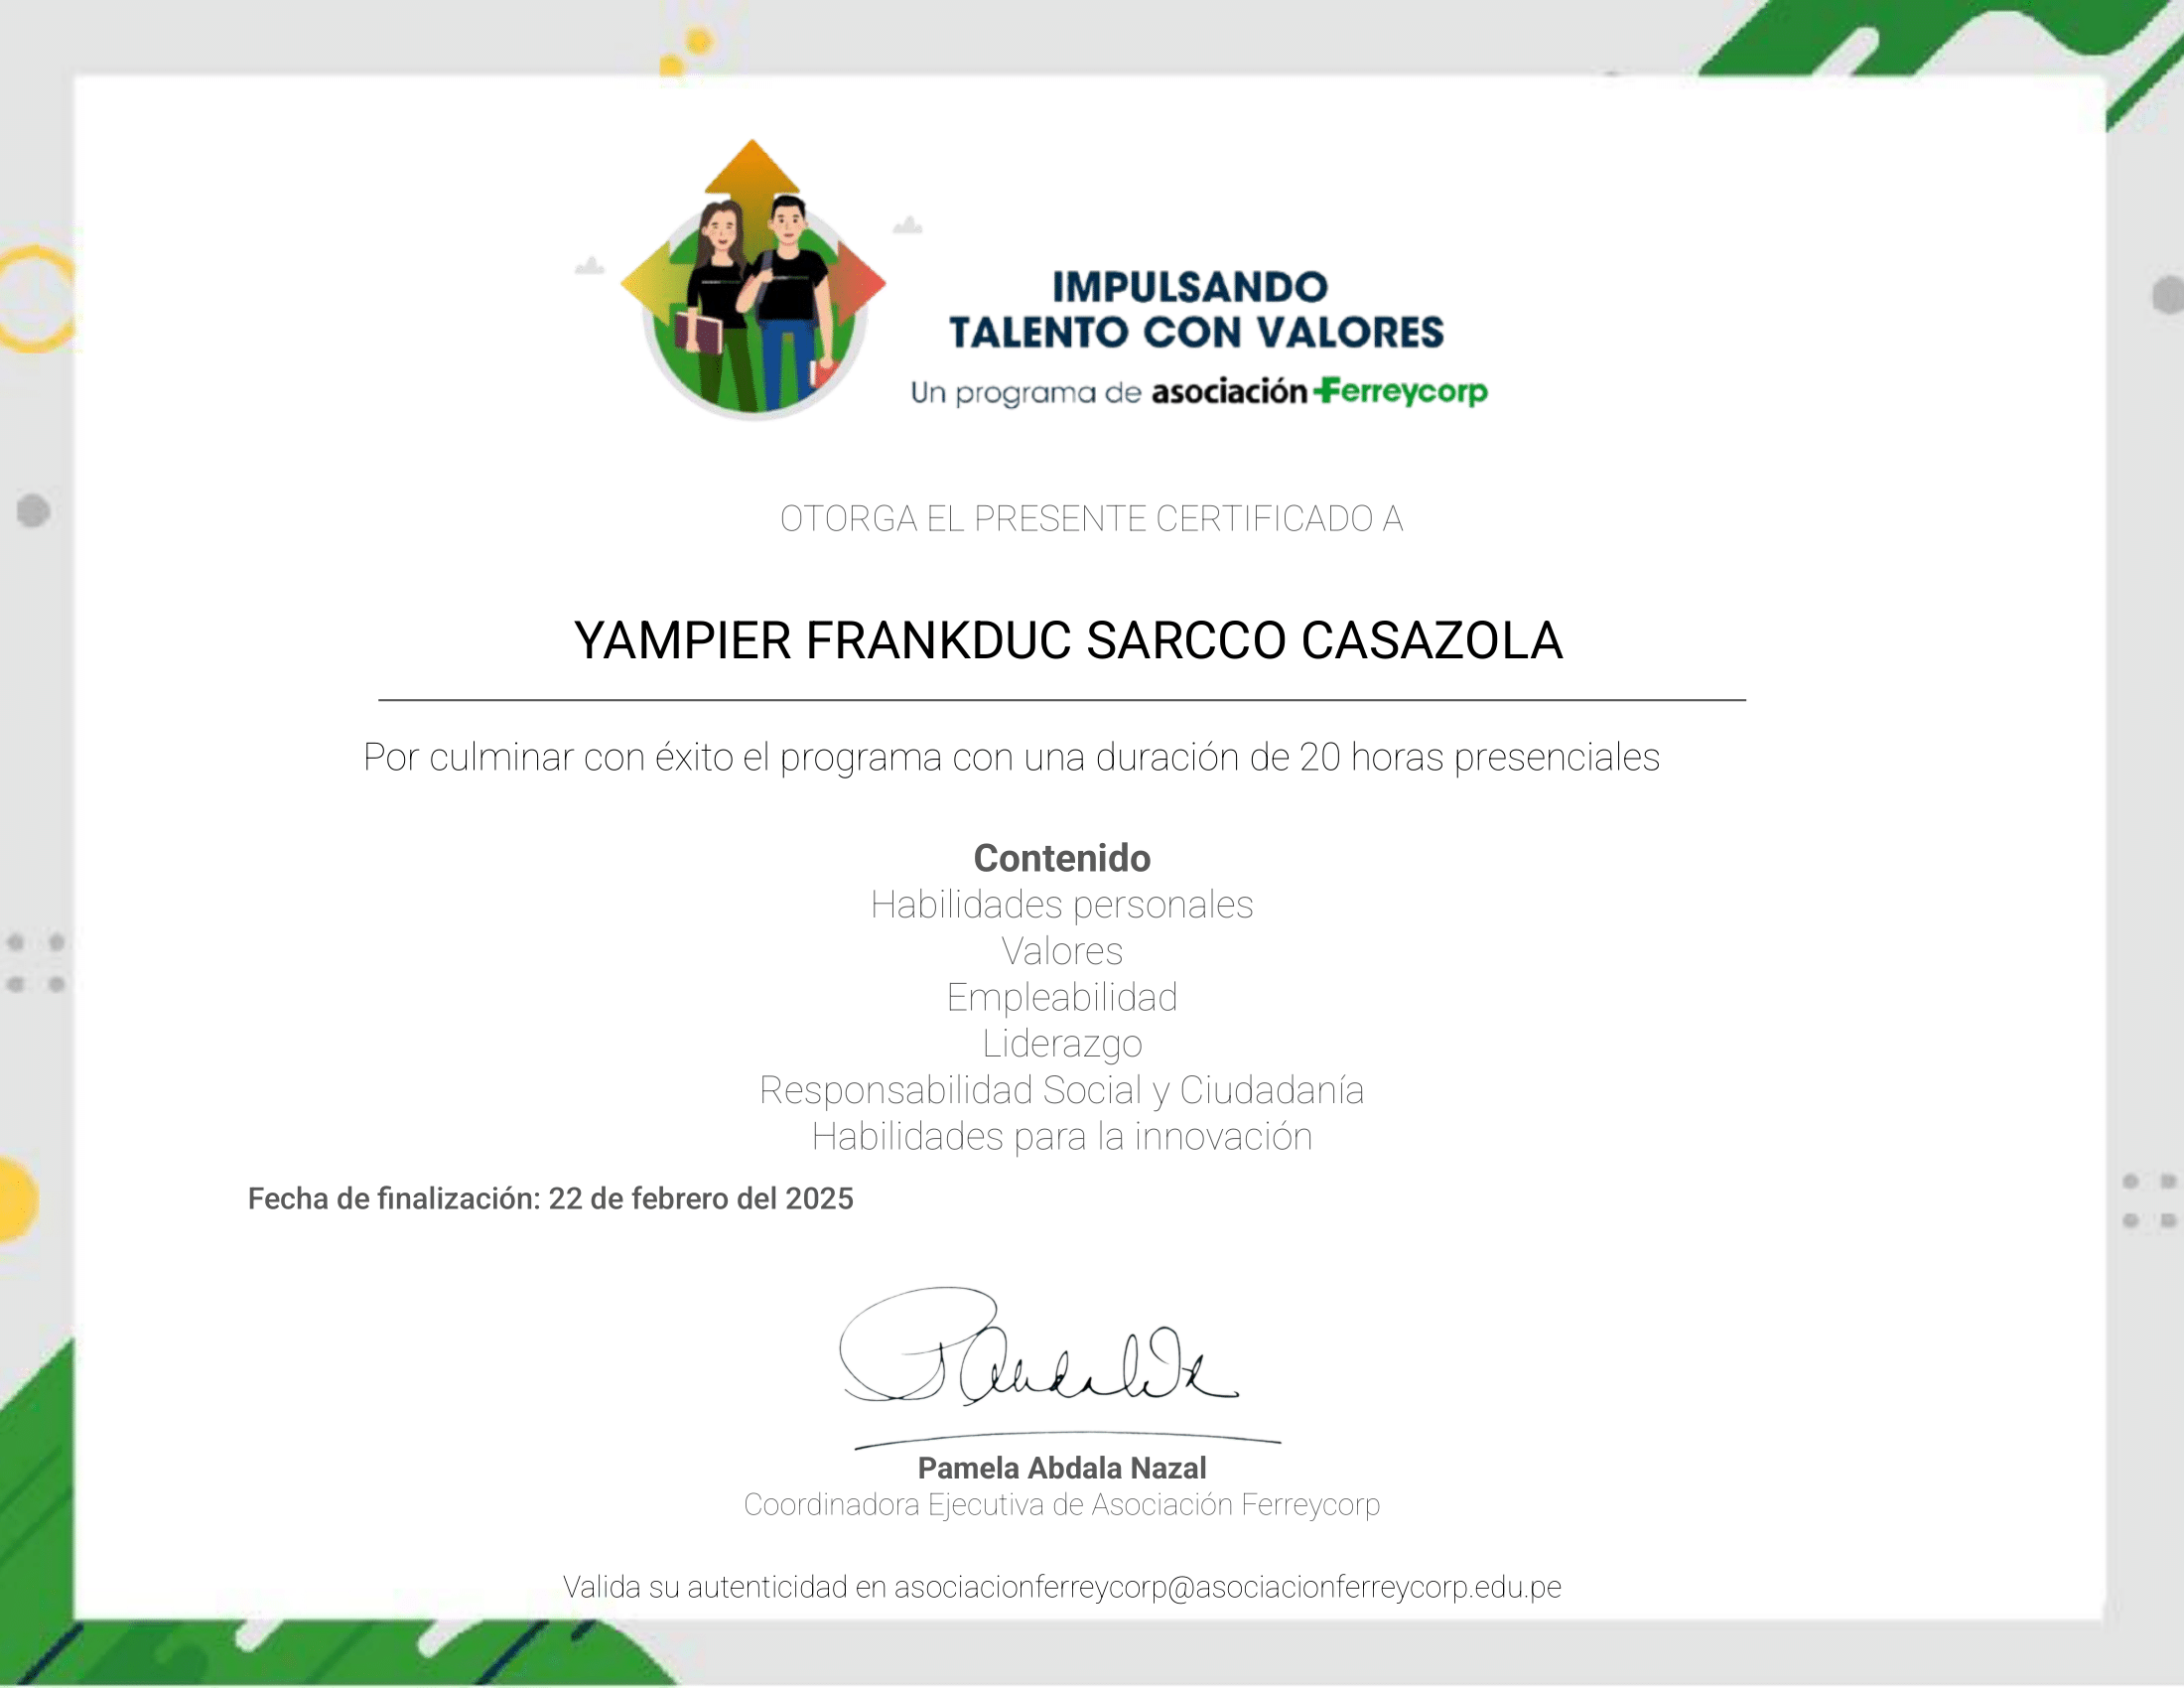 IMPULSANDO
TALENTO CON VALORES
Un programa de asociación Ferreycorp
OTORGA EL PRESENTE CERTIFICADO A
YAMPIER FRANKDUC SARCCO CASAZOLA
Por culminar con éxito el programa con una duración de 20 horas presenciales
Contenido
Habilidades personales
Valores
Empleabilidad
Liderazgo
Responsabilidad Social y Ciudadanía
Habilidades para la innovación
Fecha de finalización: 22 de febrero del 2025
Pamela Abdala Nazal
Coordinadora Ejecutiva de Asociación Ferreycorp
Valida su autenticidad en asociacionferreycorp@asociacionferreycorp.edu.pe